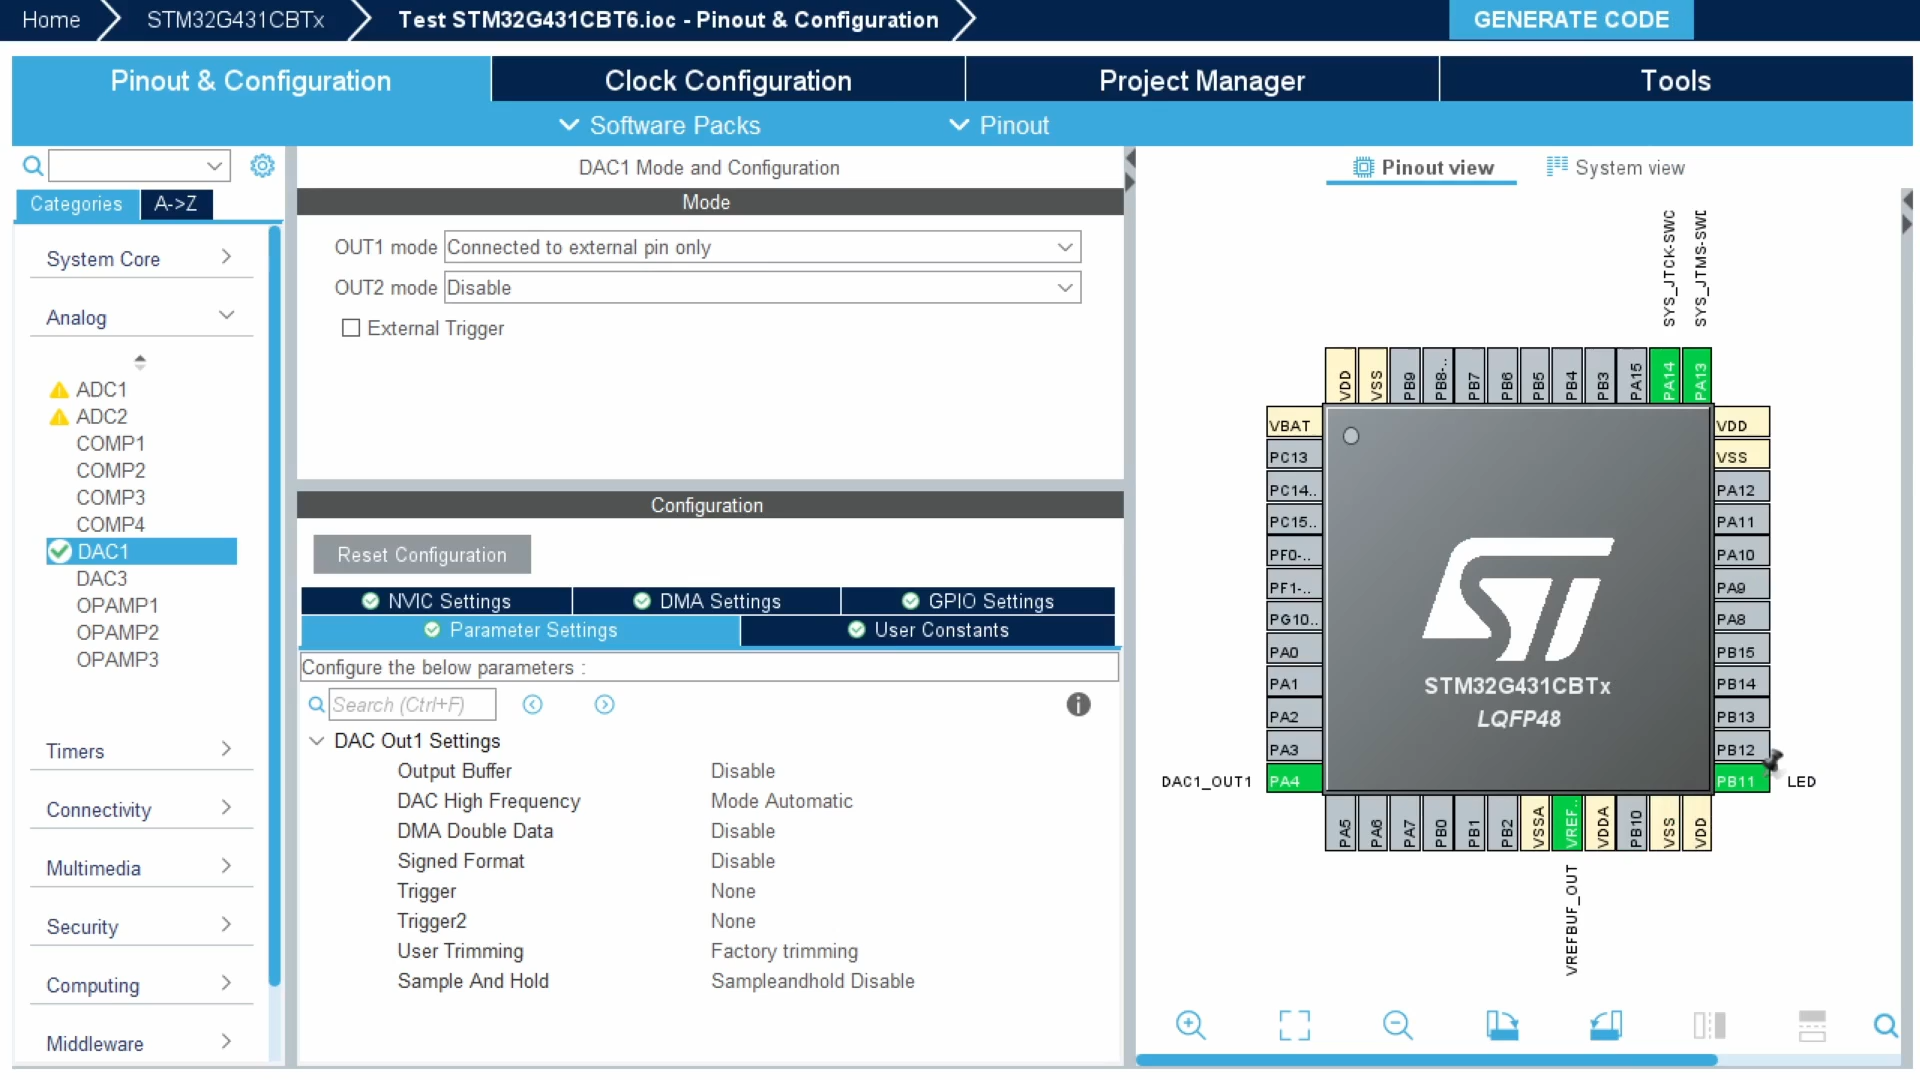 Home
STM32G431CBTx
Test STM32G431CBT6.ioc - Pinout & Configuration
GENERATE CODE
Pinout & Configuration
Clock Configuration
Project Manager
Tools
Software Packs
Pinout
Categories
A->Z
System Core
Analog
ADC1
ADC2
COMP1
COMP2
COMP3
COMP4
DAC1
DAC3
OPAMP1
OPAMP2
OPAMP3
Timers
Connectivity
Multimedia
Security
Computing
Middleware
DAC1 Mode and Configuration
Mode
OUT1 mode Connected to external pin only
OUT2 mode Disable
External Trigger
Configuration
Reset Configuration
NVIC Settings
DMA Settings
GPIO Settings
Parameter Settings
User Constants
Configure the below parameters :
Search (Ctrl+F)
DAC Out1 Settings
Output Buffer Disable
DAC High Frequency Mode Automatic
DMA Double Data Disable
Signed Format Disable
Trigger None
Trigger2 None
User Trimming Factory trimming
Sample And Hold Sampleandhold Disable
Pinout view
System view
SYS_JTCK-SWC
SYS_JTMS-SWD
VDD
VSS
PB9
PB8-..
PB7
PB6
PB5
PB4
PB3
PA15
PA14
PA13
VBAT
PC13
PC14..
PC15..
PF0-..
PF1-..
PG10..
PA0
PA1
PA2
PA3
DAC1_OUT1
PA4
ST
STM32G431CBTx
LQFP48
VDD
VSS
PA12
PA11
PA10
PA9
PA8
PB15
PB14
PB13
PB12
PB11
LED
PA5
PA6
PA7
PB0
PB1
PB2
VSSA
VREF..
VDDA
PB10
VSS
VDD
VREFBUF_OUT